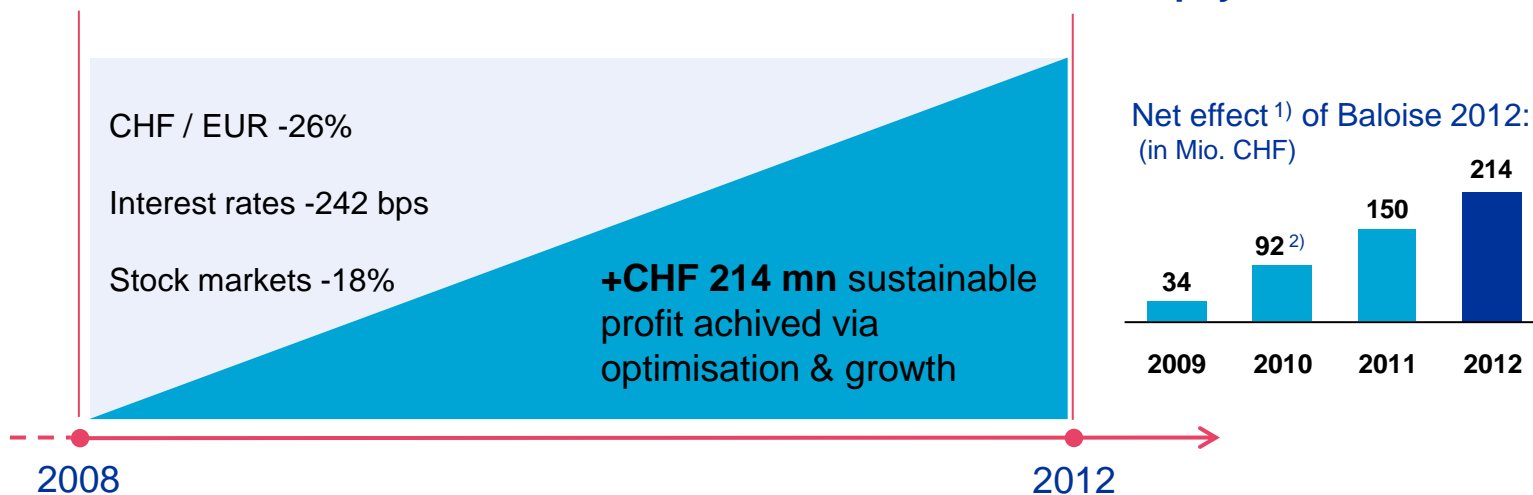 CHF / EUR -26%
Interest rates -242 bps
Stock markets -18%
+CHF 214 mn sustainable
profit achived via
optimisation & growth
2008
2012
Net effect 1) of Baloise 2012:
(in Mio. CHF)
34
92 2)
150
214
2009
2010
2011
2012